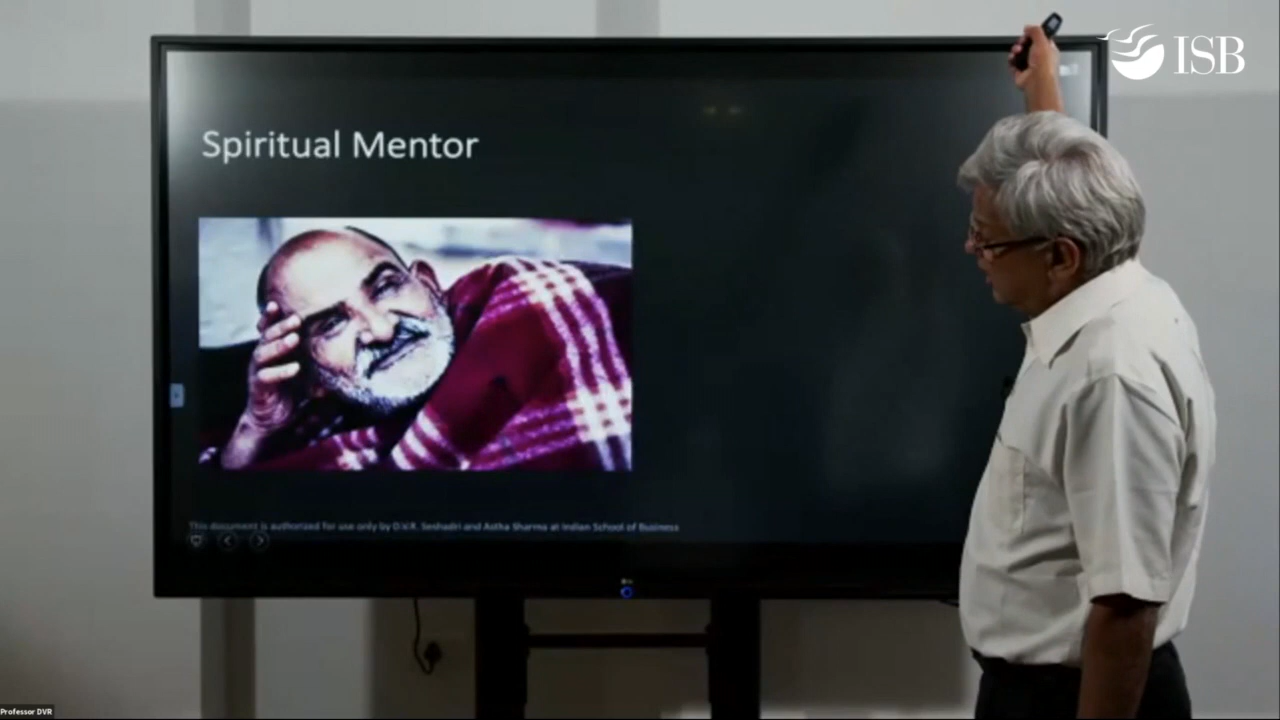 ISB
Spiritual Mentor
This document is authorized for use only by D.V.R. Seshadri and Astha Sharma at Indian School of Business
Professor DVR